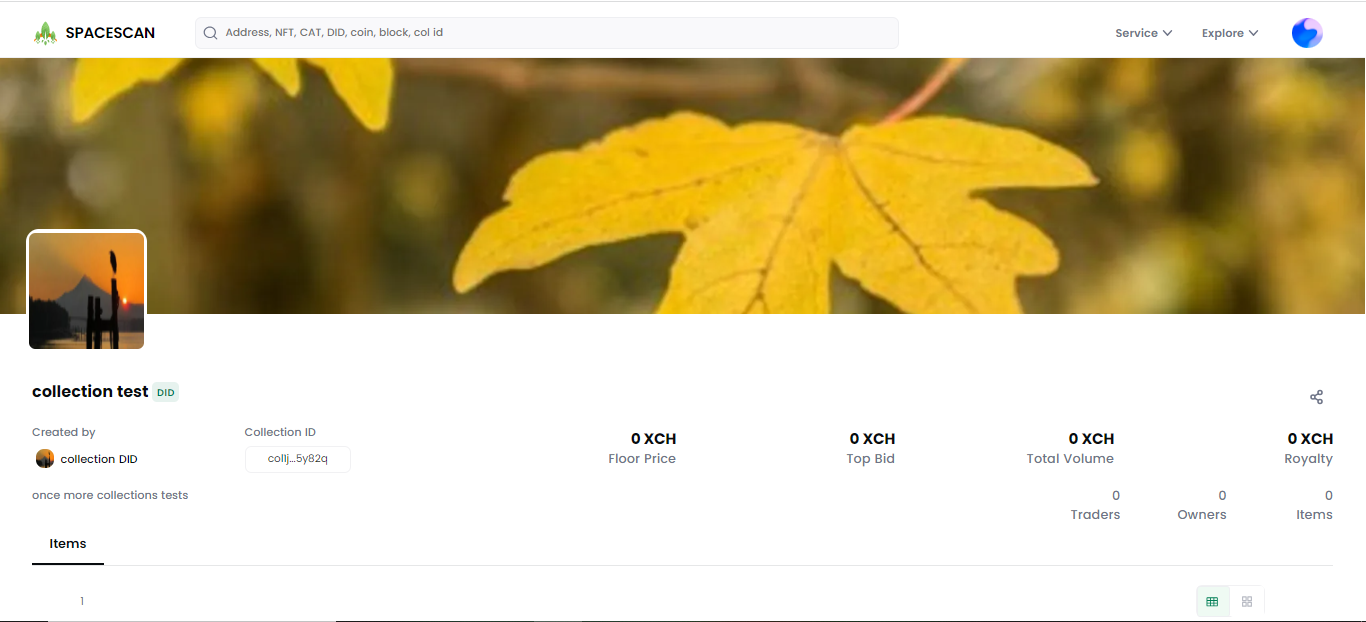 SPACESCAN
Address, NFT, CAT, DID, coin, block, col id
Service
Explore
collection test DID
Created by
collection DID
Collection ID
collj...5y82q
0 XCH
Floor Price
0 XCH
Top Bid
0 XCH
Total Volume
0 XCH
Royalty
once more collections tests
0
Traders
0
Owners
0
Items
Items
1